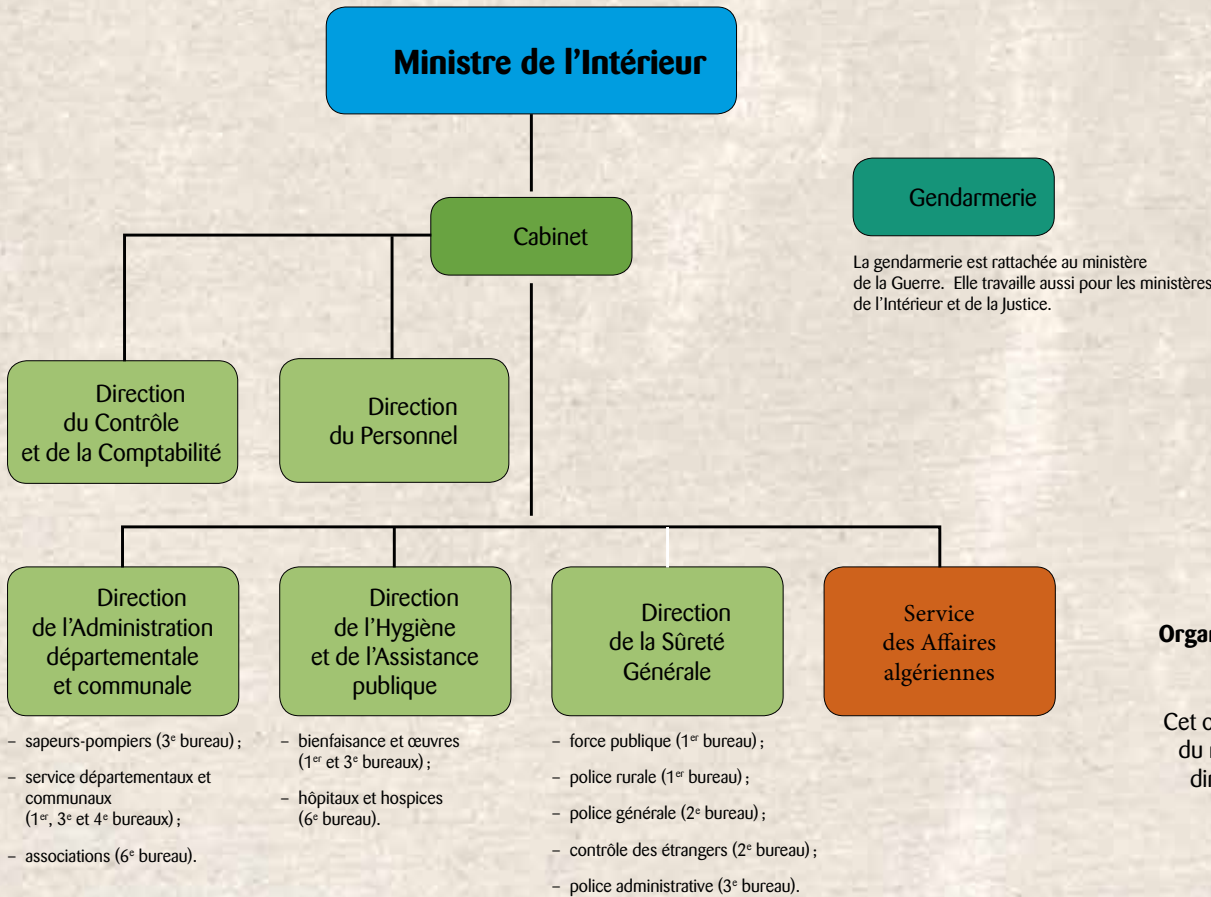 Ministre de l'Intérieur
Cabinet
Gendarmerie
La gendarmerie est rattachée au ministère
de la Guerre. Elle travaille aussi pour les ministères
de l'Intérieur et de la Justice.
Direction
du Contrôle
et de la Comptabilité
Direction
du Personnel
Direction
de l'Administration
départementale
et communale
– sapeurs-pompiers (3e bureau) ;
– service départementaux et
communaux
(1er, 3e et 4e bureaux) ;
– associations (6e bureau).
Direction
de l'Hygiène
et de l'Assistance
publique
– bienfaisance et œuvres
(1er et 3e bureaux) ;
– hôpitaux et hospices
(6e bureau).
Direction
de la Sûreté
Générale
– force publique (1er bureau) ;
– police rurale (1er bureau) ;
– police générale (2e bureau) ;
– contrôle des étrangers (2e bureau) ;
– police administrative (3e bureau).
Service
des Affaires
algériennes
Cet
du